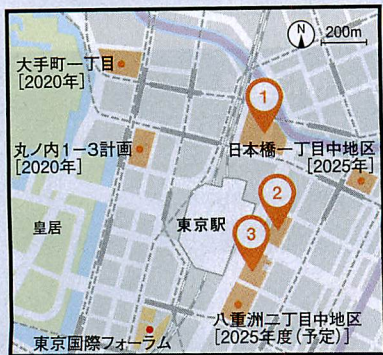 N 200m
大手町一丁目
[2020年]
1
丸ノ内1-3計画
[2020年]
日本橋一丁目中地区
[2025年]
2
皇居
東京駅
3
八重洲二丁目中地区
[2025年度(予定)]
東京国際フォーラム